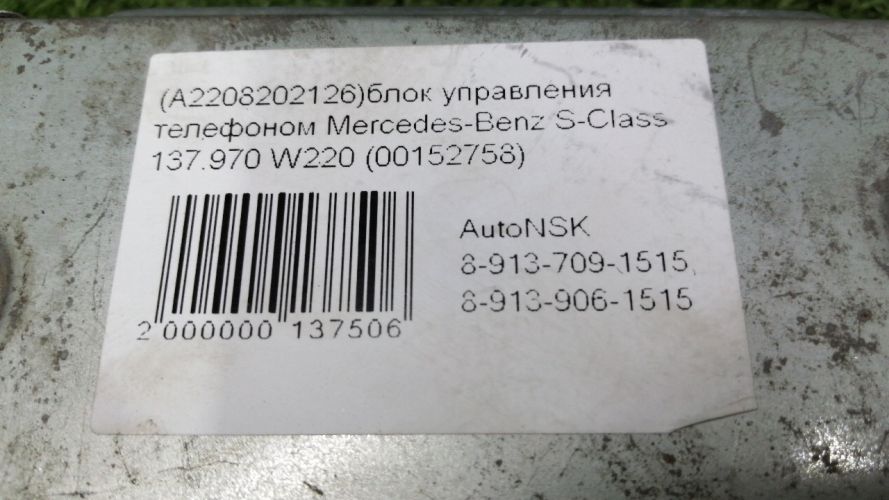 (A2208202126)блок управления
телефоном Mercedes-Benz S-Class
137.970 W220 (00152758)
AutoNSK
8-913-709-1515,
8-913-906-1515
2 000000 137506